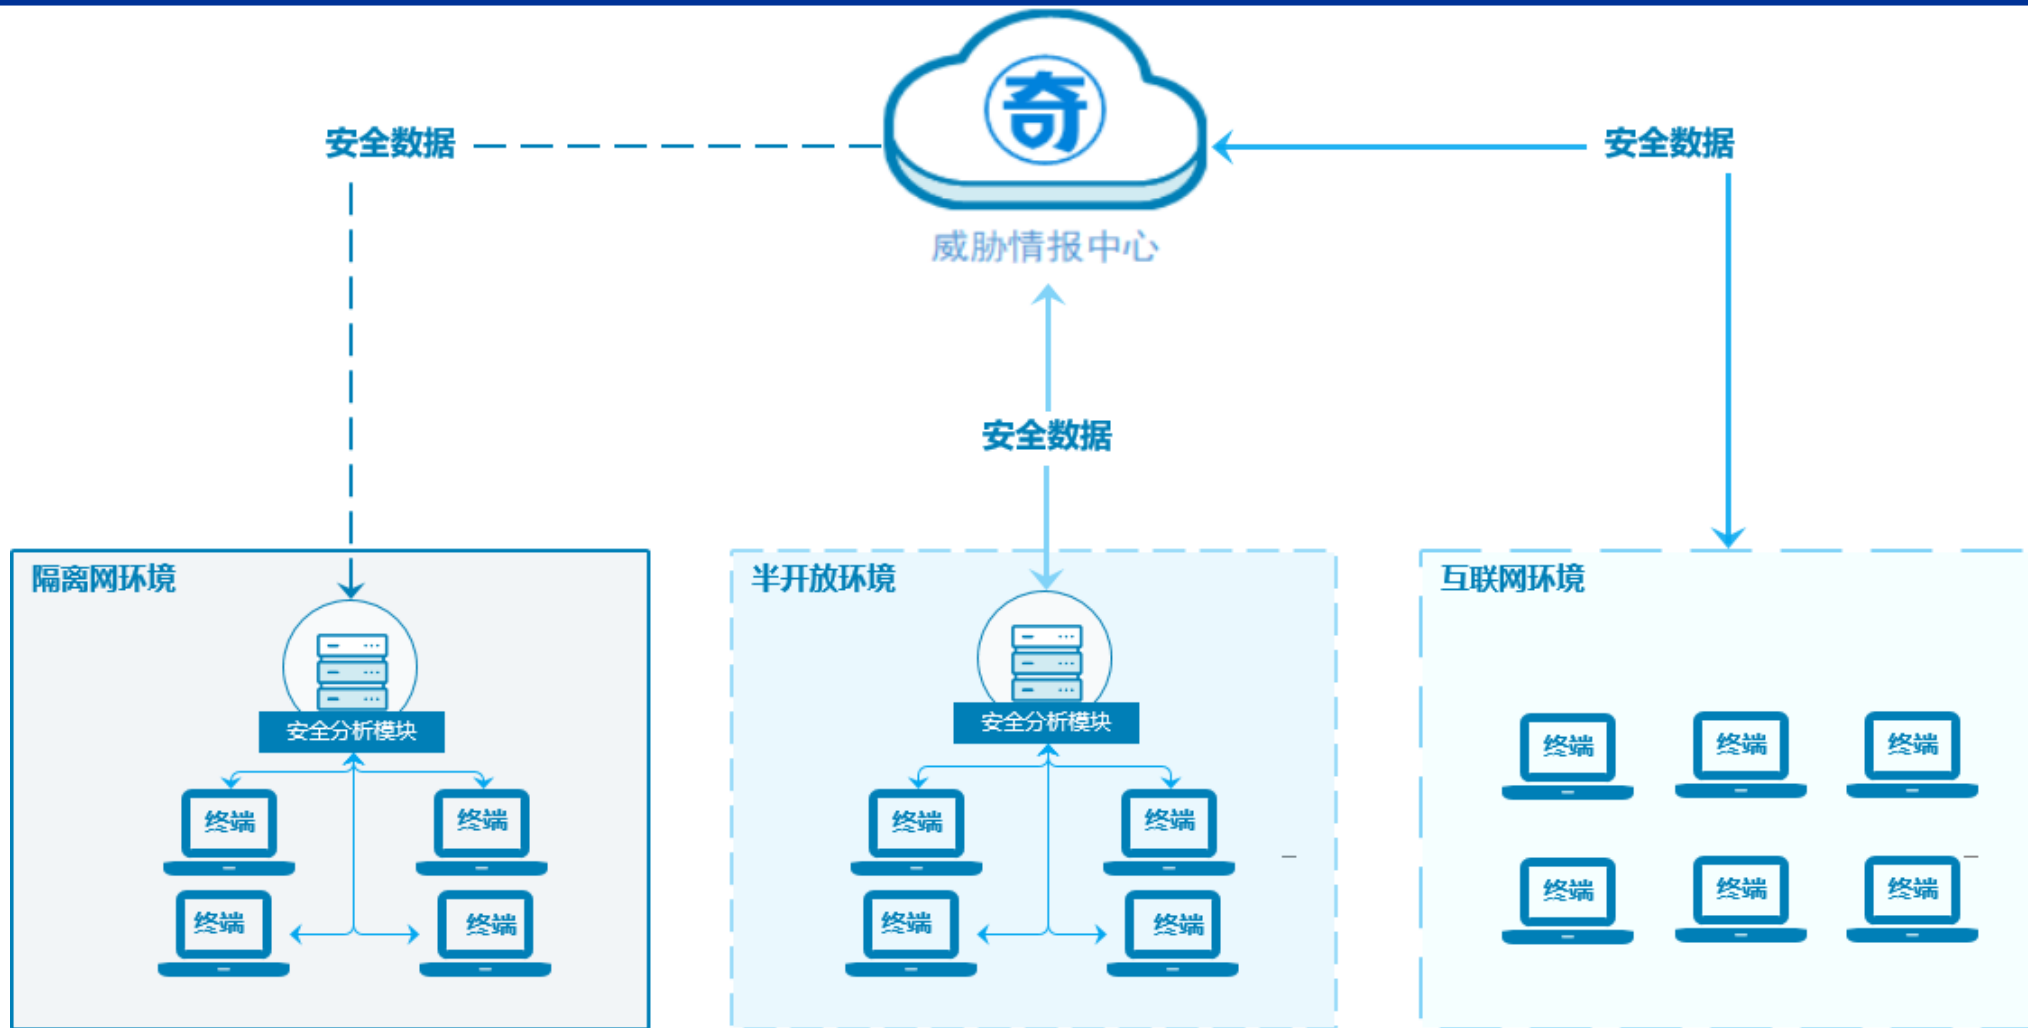 奇
安全数据
安全数据
威胁情报中心
安全数据
隔离网环境
半开放环境
互联网环境
安全分析模块
安全分析模块
终端
终端
终端
终端
终端
终端
终端
终端
终端
终端
终端
终端
终端
终端